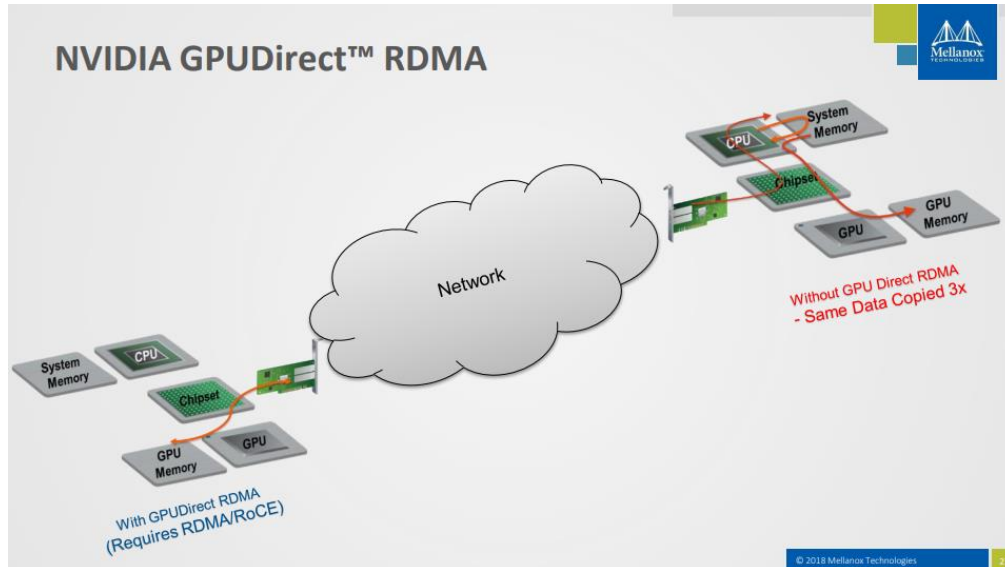 NVIDIA GPUDirect™ RDMA
Mellanox
TECHNOLOGIES
CPU
System
Memory
Chipset
GPU
GPU
Memory
Without GPU Direct RDMA
- Same Data Copied 3x
Network
System
Memory
CPU
Chipset
GPU
Memory
GPU
With GPUDirect RDMA
(Requires RDMA/RoCE)
© 2018 Mellanox Technologies
2